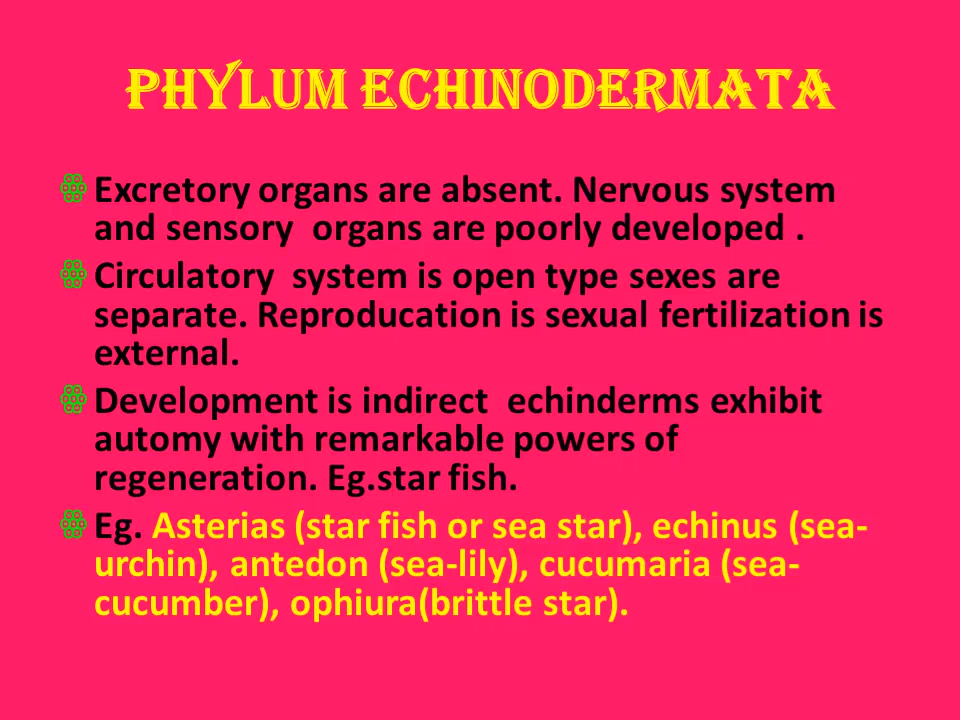 PHYLUM ECHINODERMATA
Excretory organs are absent. Nervous system
and sensory organs are poorly developed .
Circulatory system is open type sexes are
separate. Reproducation is sexual fertilization is
external.
Development is indirect echinderms exhibit
automy with remarkable powers of
regeneration. Eg.star fish.
Eg. Asterias (star fish or sea star), echinus (sea-
urchin), antedon (sea-lily), cucumaria (sea-
cucumber), ophiura(brittle star).